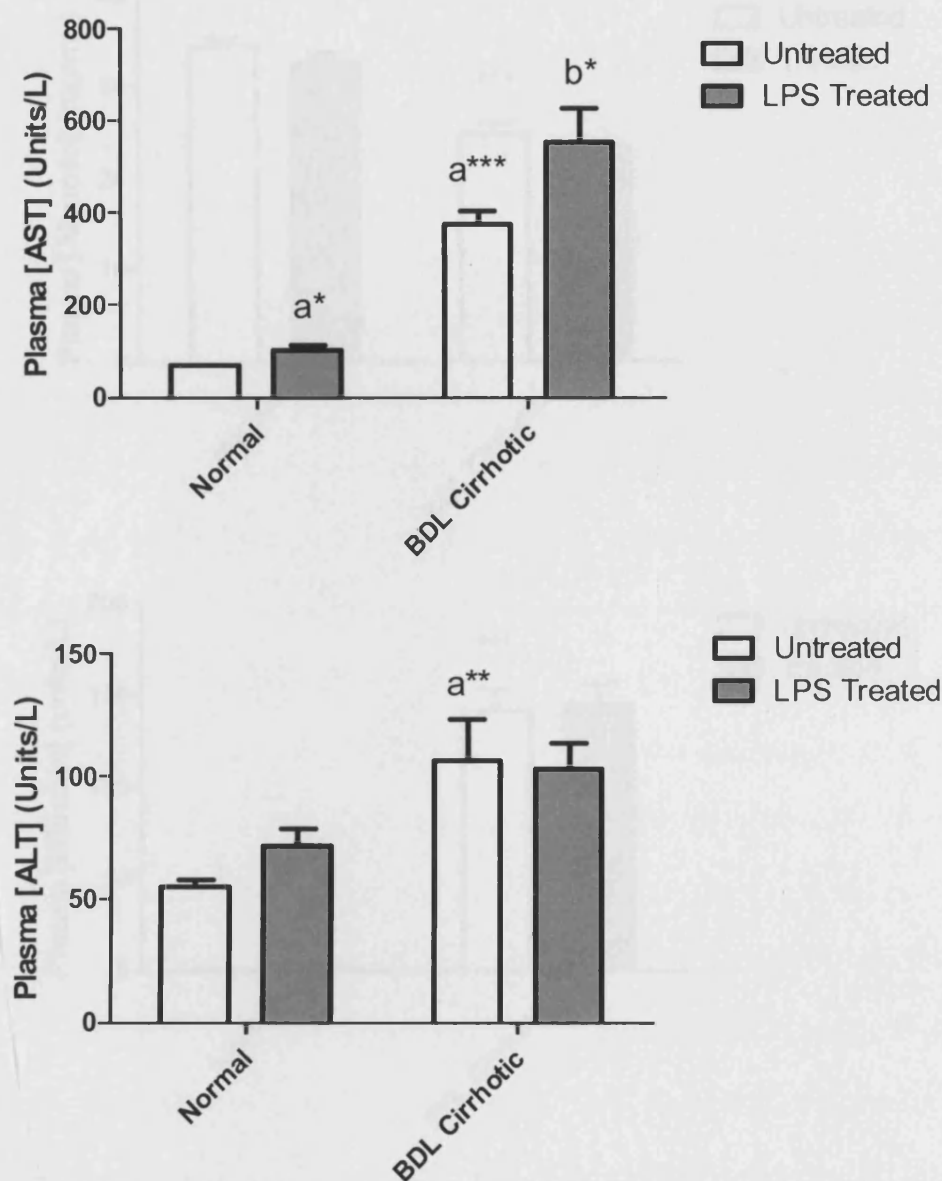 Plasma [AST] (Units/L)
800
600
400
200
0
a*
a***
b*
Normal
BDL Cirrhotic
Untreated
LPS Treated
Plasma [ALT] (Units/L)
150
100
50
0
a**
Normal
BDL Cirrhotic
Untreated
LPS Treated